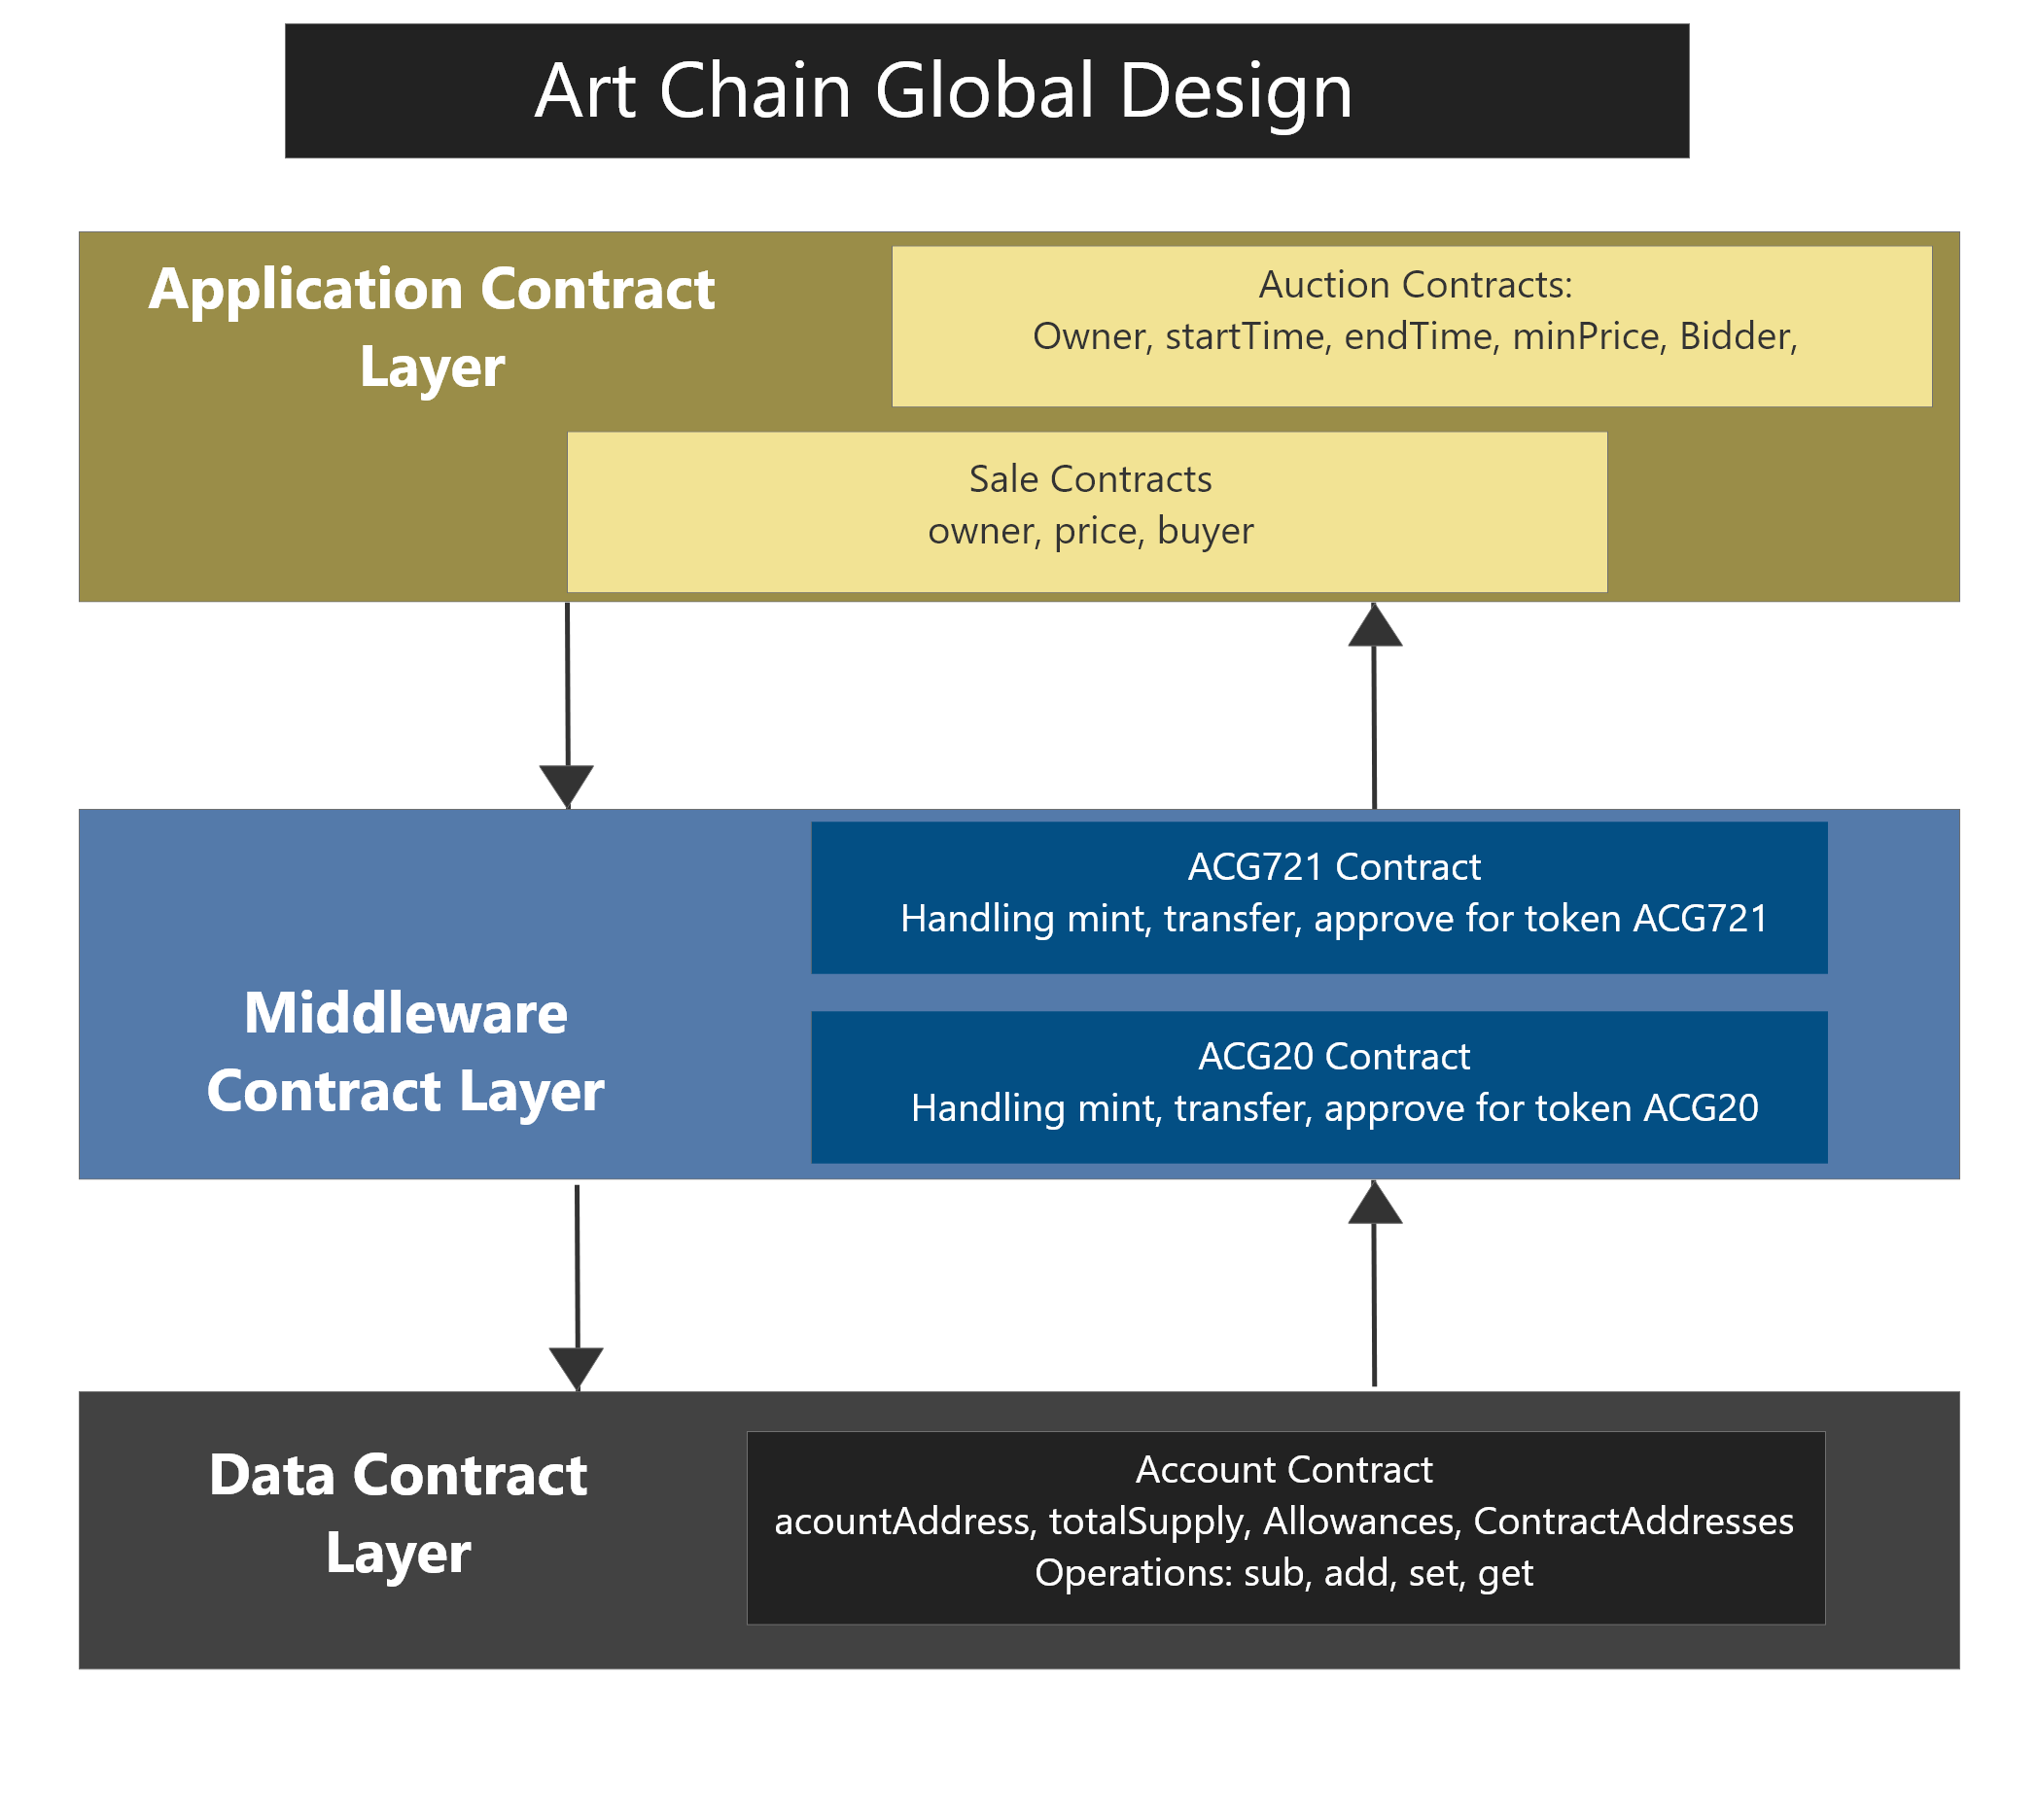 Art Chain Global Design
Application Contract
Layer
Auction Contracts:
Owner, startTime, endTime, minPrice, Bidder,
Sale Contracts
owner, price, buyer
ACG721 Contract
Handling mint, transfer, approve for token ACG721
Middleware
Contract Layer
ACG20 Contract
Handling mint, transfer, approve for token ACG20
Data Contract
Layer
Account Contract
acountAddress, totalSupply, Allowances, ContractAddresses
Operations: sub, add, set, get